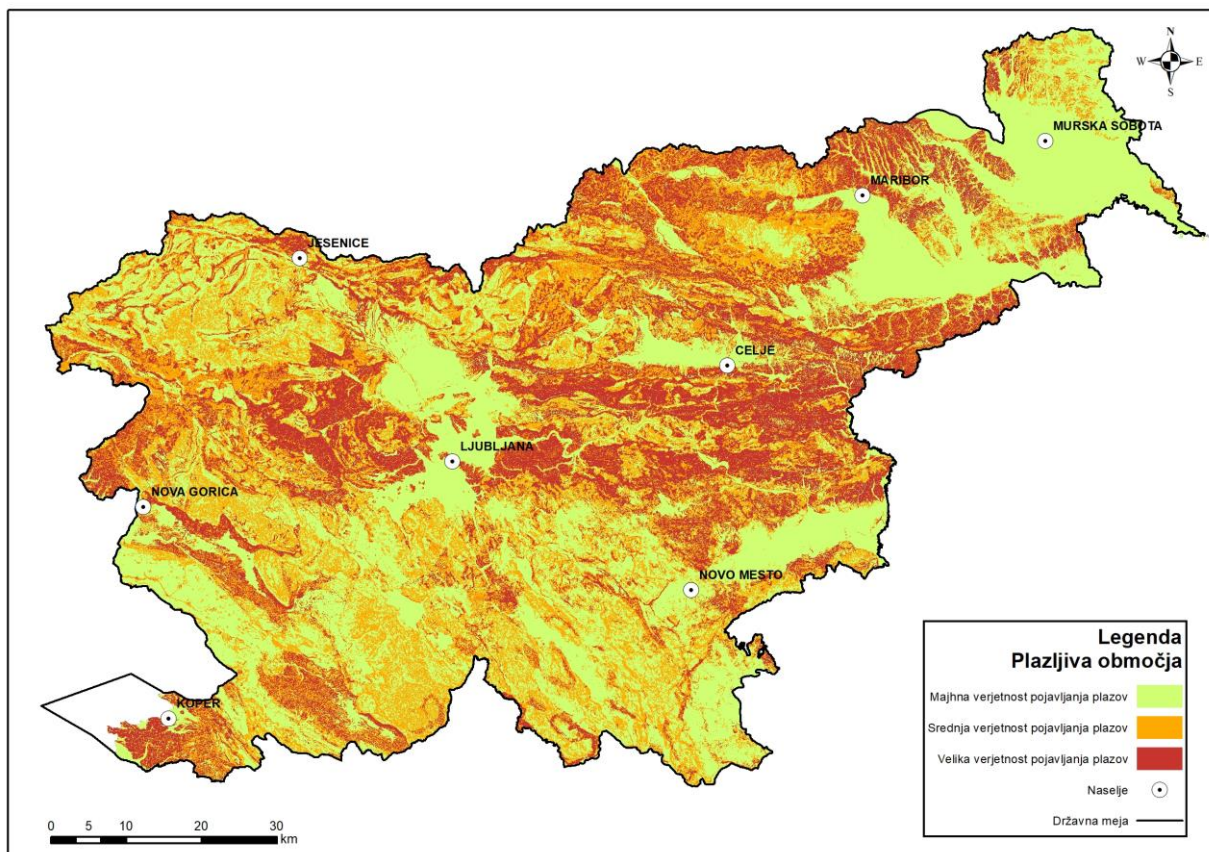 N
W E
S
MURSKA SOBOTA
MARIBOR
JESENICE
CELJE
LJUBLJANA
NOVA GORICA
NOVO MESTO
KOPER
Legenda
Plazljiva območja
Majhna verjetnost pojavljanja plazov
Srednja verjetnost pojavljanja plazov
Velika verjetnost pojavljanja plazov
Naselje
Državna meja
0 5 10 20 30
km